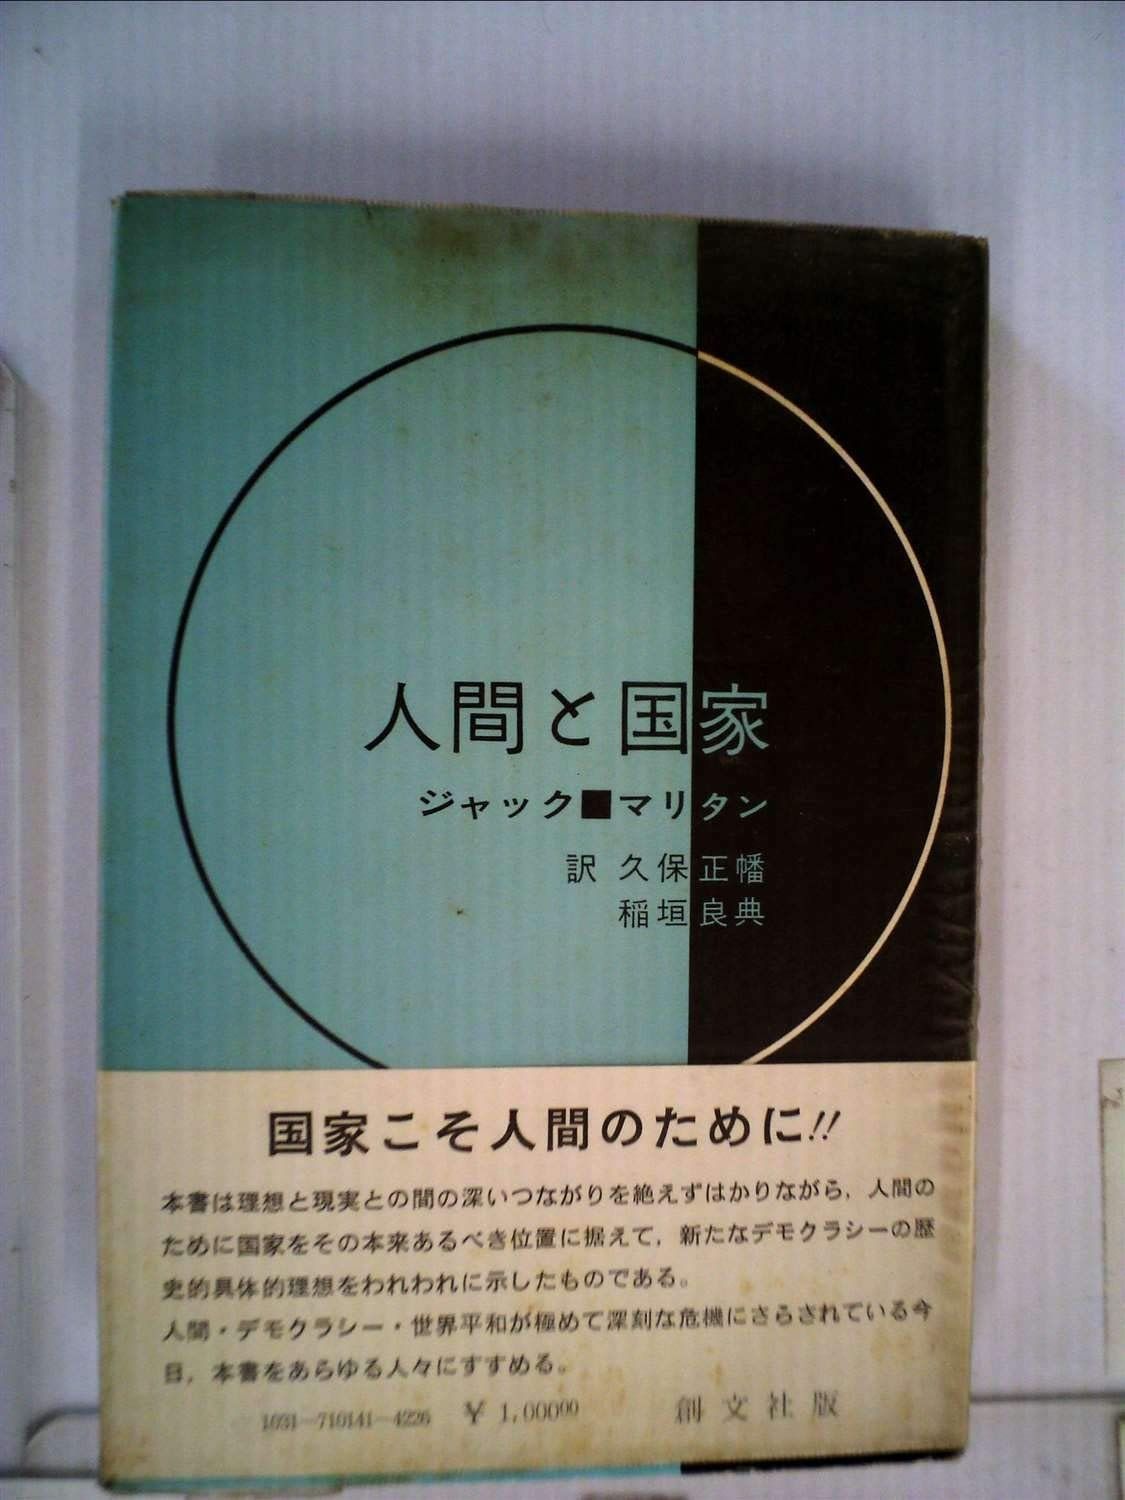 人間と国家
ジャック■マリタン
訳 久保正幡
稲垣良典
国家こそ人間のために!!
本書は理想と現実との間の深いつながりを絶えずはかりながら，人間の
ために国家をその本来あるべき位置に据えて，新たなデモクラシーの歴
史的具体的理想をわれわれに示したものである。
人間・デモクラシー・世界平和が極めて深刻な危機にさらされている今
日，本書をあらゆる人々にすすめる。
1031―710141―4226 ￥1,00000 創文社版